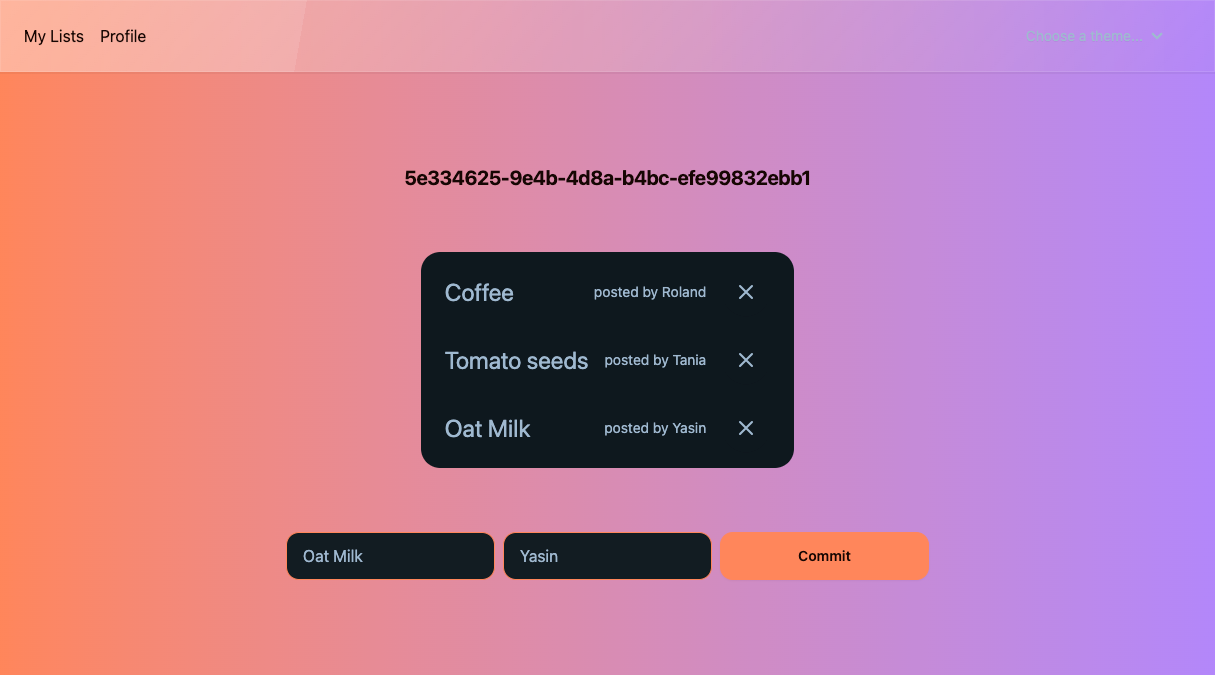 My Lists Profile Choose a theme...
5e334625-9e4b-4d8a-b4bc-efe99832ebb1
Coffee posted by Roland
Tomato seeds posted by Tania
Oat Milk posted by Yasin
Oat Milk Yasin Commit